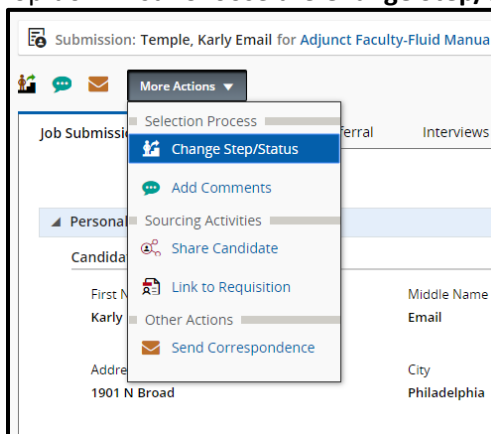 Submission: Temple, Karly Email for Adjunct Faculty-Fluid Manua
More Actions ▼
Selection Process
Job Submissi erral Interviews
Change Step/Status
Add Comments
Personal Sourcing Activities
Candida Share Candidate
Link to Requisition
First N Middle Name
Karly Other Actions Email
Send Correspondence
Addre City
1901 N Broad Philadelphia